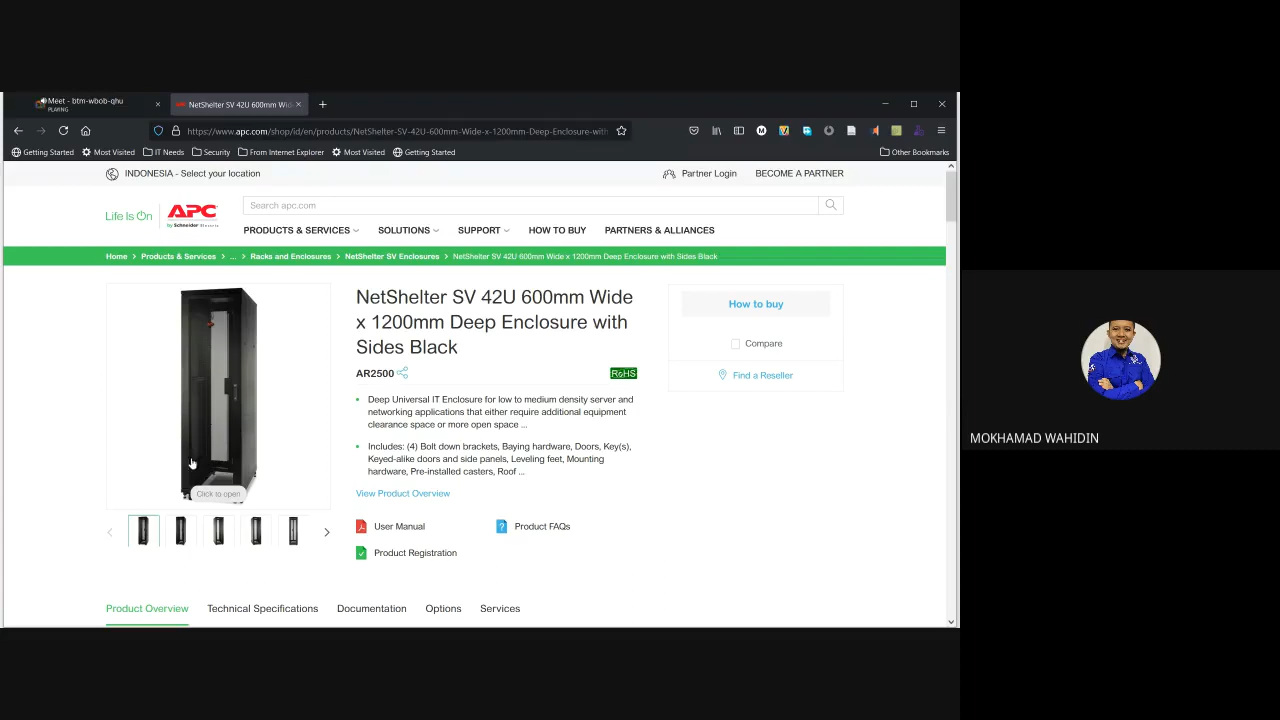 Meet - btm-wbob-qhu
PLAYING
NetShelter SV 42U 600mm Wid
https://www.apc.com/shop/id/en/products/NetShelter-SV-42U-600mm-Wide-x-1200mm-Deep-Enclosure-with
Getting Started
Most Visited
IT Needs
Security
From Internet Explorer
Most Visited
Getting Started
Other Bookmarks
INDONESIA - Select your location
Partner Login
BECOME A PARTNER
Life Is On
APC
by Schneider Electric
Search apc.com
PRODUCTS & SERVICES
SOLUTIONS
SUPPORT
HOW TO BUY
PARTNERS & ALLIANCES
Home > Products & Services > ... > Racks and Enclosures > NetShelter SV Enclosures > NetShelter SV 42U 600mm Wide x 1200mm Deep Enclosure with Sides Black
Click to open
NetShelter SV 42U 600mm Wide
x 1200mm Deep Enclosure with
Sides Black
AR2500
RoHS
Deep Universal IT Enclosure for low to medium density server and
networking applications that either require additional equipment
clearance space or more open space ...
Includes: (4) Bolt down brackets, Baying hardware, Doors, Key(s),
Keyed-alike doors and side panels, Leveling feet, Mounting
hardware, Pre-installed casters, Roof ...
View Product Overview
User Manual
Product FAQs
Product Registration
How to buy
Compare
Find a Reseller
Product Overview
Technical Specifications
Documentation
Options
Services
MOKHAMAD WAHIDIN